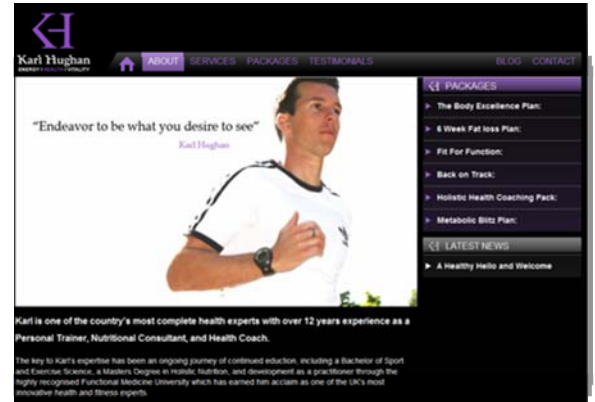 Karl Hughan
ENERGY HEALTH VITALITY
ABOUT SERVICES PACKAGES TESTIMONIALS BLOG CONTACT
“Endeavor to be what you desire to see”
Karl Hughan
PACKAGES
The Body Excellence Plan:
6 Week Fat loss Plan:
Fit For Function:
Back on Track:
Holistic Health Coaching Pack:
Metabolic Blitz Plan:
LATEST NEWS
A Healthy Hello and Welcome
Karl is one of the country's most complete health experts with over 12 years experience as a
Personal Trainer, Nutritional Consultant, and Health Coach.
The key to Karl's expertise has been an ongoing journey of continued eduction, including a Bachelor of Sport
and Exercise Science, a Masters Degree in Holistic Nutrition, and development as a practitioner through the
highly recognised Functional Medicine University which has earned him acclaim as one of the UK's most
innovative health and fitness experts.